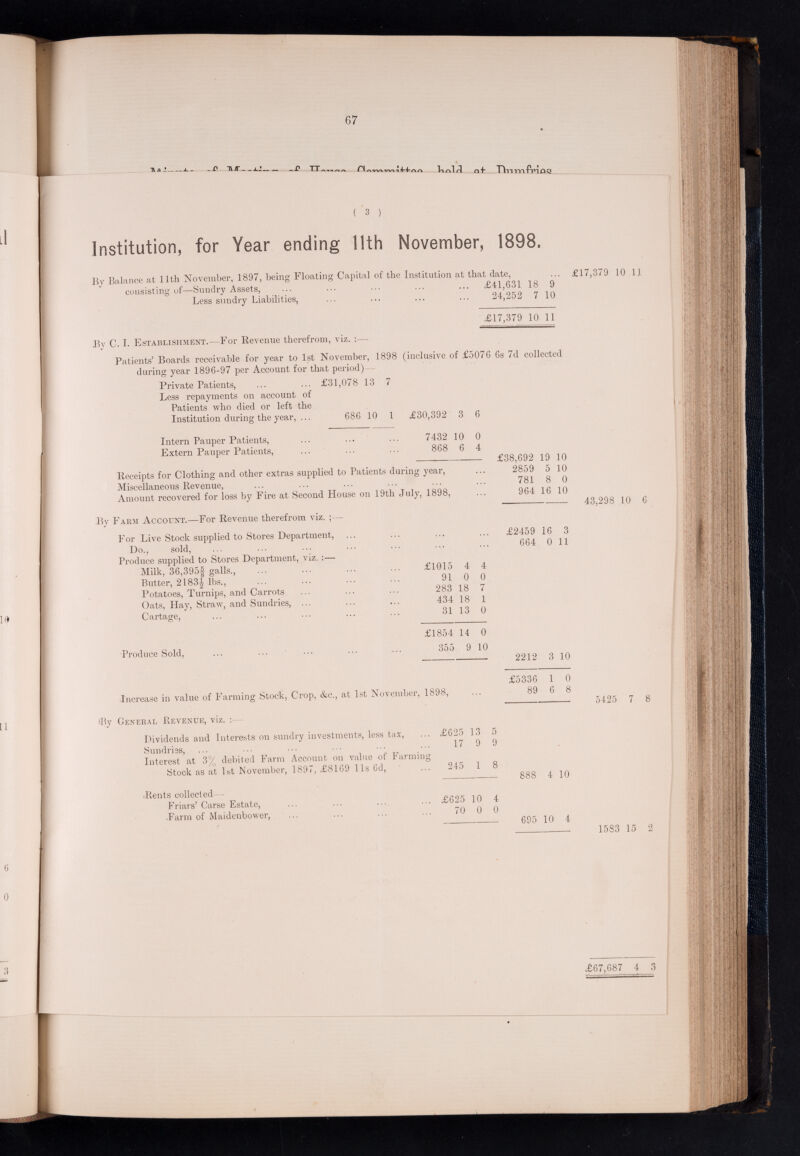 67
Minute of Meeting of House Committee held at Dumfries
( 3 )
Institution, for Year ending 11th November, 1898.
By Balance at 11th November, 1897, being Floating Capital of the Institution at that date, ... £17,379 10 11
consisting of—Sundry Assets, ... ... ... ... ... £41,631 18 9
Less sundry Liabilities, ... ... ... ... 24,252 7 10
£17,379 10 11
By C. I. Establishment.—For Revenue therefrom, viz. :—
Patients' Boards receivable for year to 1st November, 1898 (inclusive of £5076 6s 7d collected
during year 1896-97 per Account for that period)—
Private Patients, ... ... £31,078 13 7
Less repayments on account of
Patients who died or left the
Institution during the year, ... 686 10 1 £30,392 3 6
Intern Pauper Patients, ... ... ... 7432 10 0
Extern Pauper Patients, ... ... ... 868 6 4
£38,692 19 10
Receipts for Clothing and other extras supplied to Patients during year, ... 2859 5 10
Miscellaneous Revenue, ... ... ... ... ... ... 781 8 0
Amount recovered for loss by Fire at Second House on 19th July, 1898, ... 964 16 10
43,298 10 6
By Farm Account.—For Revenue therefrom viz. :—
For Live Stock supplied to Stores Department, ... ... ... ... £2459 16 3
Do., sold, ... ... ... ... ... ... ... 664 0 11
Produce supplied to Stores Department, viz. :—
Milk, 36,395⅝ galls., ... ... ... ... £1015 4 4
Butter, 2183½ lbs., ... ... ... ... 91 0 0
Potatoes, Turnips, and Carrots ... ... ... 283 18 7
Oats, Hay, Straw, and Sundries, ... ... ... 434 18 1
Cartage, ... ... ... ... ... 31 13 0
£1854 14 0
Produce Sold, ... ... ... ... ... 355 9 10
2212 3 10
£5336 1 0
Increase in value of Farming Stock, Crop, &c., at 1st November, 1898, ... 89 6 8
5425 7 8
By General Revenue, viz. :—
Dividends and Interests on sundry investments, less tax, ... £625 13 5
Sundries, ... ... ... ... ... ... 17 9 9
Interest at 3% debited Farm Account on value of Farming
Stock as at 1st November, 1897, £8169 11s 6d, ... 245 1 8
888 4 10
Rents collected—
Friars' Carse Estate, ... ... ... ... £625 10 4
Farm of Maidenbower, ... ... ... ... 70 0 0
695 10 4
1583 15 2
£67,687 4 3